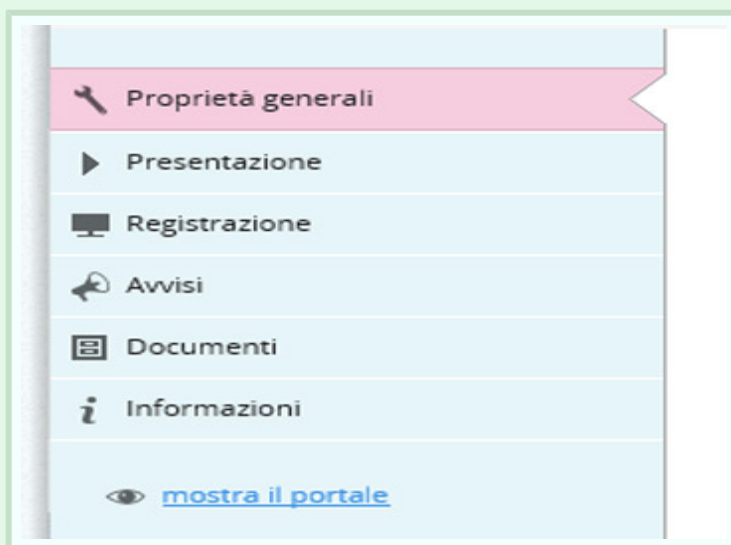 Proprietà generali
Presentazione
Registrazione
Avvisi
Documenti
Informazioni
mostra il portale